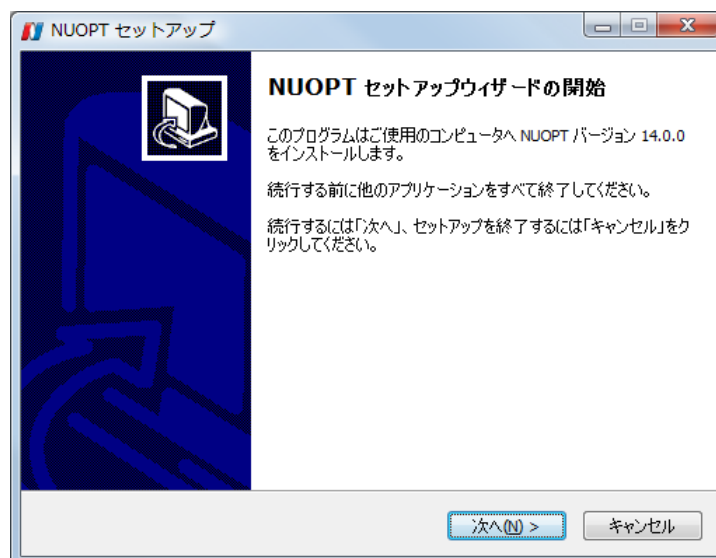 NUOPT セットアップ
NUOPT セットアップウィザードの開始
このプログラムはご使用のコンピュータへ NUOPT バージョン 14.0.0
をインストールします。
続行する前に他のアプリケーションをすべて終了してください。
続行するには「次へ」、セットアップを終了するには「キャンセル」をク
リックしてください。
次へ(N) >
キャンセル